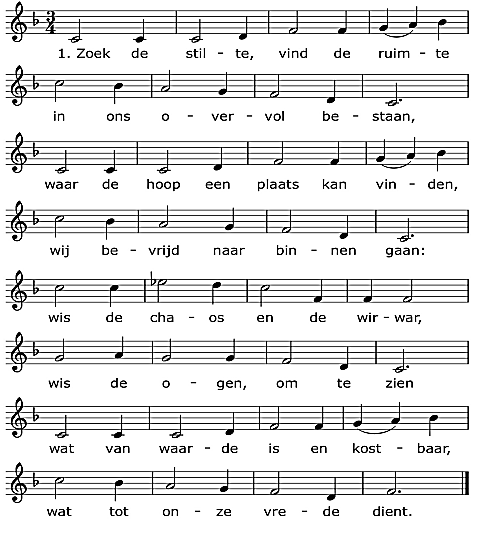 1. Zoek de stil - te, vind de ruim - te
in ons o - ver - vol be - staan,
waar de hoop een plaats kan vin - den,
wij be - vrijd naar bin - nen gaan:
wis de cha - os en de wir - war,
wis de o - gen, om te zien
wat van waar - de is en kost - baar,
wat tot on - ze vre - de dient.